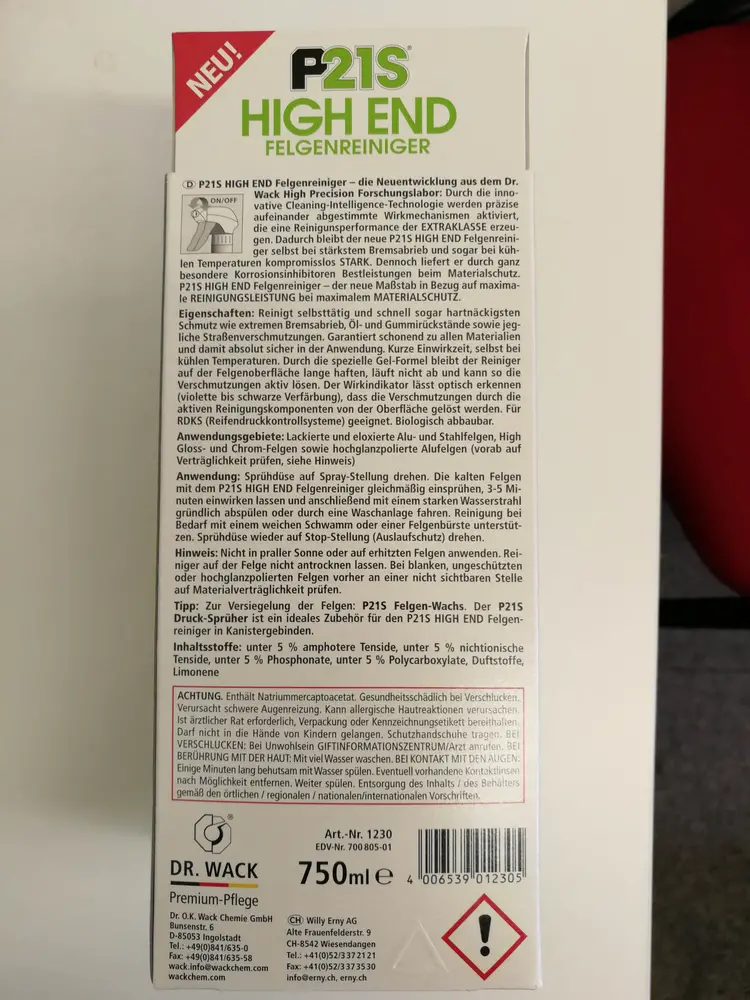 NEU!
P21S®
HIGH END
FELGENREINIGER
D P21S HIGH END Felgenreiniger – die Neuentwicklung aus dem Dr.
ON/OFF
Wack High Precision Forschungslabor: Durch die inno-
vative Cleaning-Intelligence-Technologie werden präzise
aufeinander abgestimmte Wirkmechanismen aktiviert,
die eine Reinigunsperformance der EXTRAKLASSE erzeu-
gen. Dadurch bleibt der neue P21S HIGH END Felgenreini-
ger selbst bei stärkstem Bremsabrieb und sogar bei küh-
len Temperaturen kompromisslos STARK. Dennoch liefert er durch ganz
besondere Korrosionsinhibitoren Bestleistungen beim Materialschutz.
P21S HIGH END Felgenreiniger – der neue Maßstab in Bezug auf maxima-
le REINIGUNGSLEISTUNG bei maximalem MATERIALSCHUTZ.
Eigenschaften: Reinigt selbsttätig und schnell sogar hartnäckigsten
Schmutz wie extremen Bremsabrieb, Öl- und Gummirückstände sowie jeg-
liche Straßenverschmutzungen. Garantiert schonend zu allen Materialien
und damit absolut sicher in der Anwendung. Kurze Einwirkzeit, selbst bei
kühlen Temperaturen. Durch die spezielle Gel-Formel bleibt der Reiniger
auf der Felgenoberfläche lange haften, läuft nicht ab und kann so die
Verschmutzungen aktiv lösen. Der Wirkindikator lässt optisch erkennen
(violette bis schwarze Verfärbung), dass die Verschmutzungen durch die
aktiven Reinigungskomponenten von der Oberfläche gelöst werden. Für
RDKS (Reifendruckkontrollsysteme) geeignet. Biologisch abbaubar.
Anwendungsgebiete: Lackierte und eloxierte Alu- und Stahlfelgen, High
Gloss- und Chrom-Felgen sowie hochglanzpolierte Alufelgen (vorab auf
Verträglichkeit prüfen, siehe Hinweis)
Anwendung: Sprühdüse auf Spray-Stellung drehen. Die kalten Felgen
mit dem P21S HIGH END Felgenreiniger gleichmäßig einsprühen, 3-5 Mi-
nuten einwirken lassen und anschließend mit einem starken Wasserstrahl
gründlich abspülen oder durch eine Waschanlage fahren. Reinigung bei
Bedarf mit einem weichen Schwamm oder einer Felgenbürste unterstüt-
zen. Sprühdüse wieder auf Stop-Stellung (Auslaufschutz) drehen.
Hinweis: Nicht in praller Sonne oder auf erhitzten Felgen anwenden. Rei-
niger auf der Felge nicht antrocknen lassen. Bei blanken, ungeschützten
oder hochglanzpolierten Felgen vorher an einer nicht sichtbaren Stelle
auf Materialverträglichkeit prüfen.
Tipp: Zur Versiegelung der Felgen: P21S Felgen-Wachs. Der P21S
Druck-Sprüher ist ein ideales Zubehör für den P21S HIGH END Felgen-
reiniger in Kanistergebinden.
Inhaltsstoffe: unter 5 % amphotere Tenside, unter 5 % nichtionische
Tenside, unter 5 % Phosphonate, unter 5 % Polycarboxylate, Duftstoffe,
Limonene
ACHTUNG. Enthält Natriummercaptoacetat. Gesundheitsschädlich bei Verschlucken.
Verursacht schwere Augenreizung. Kann allergische Hautreaktionen verursachen.
Ist ärztlicher Rat erforderlich, Verpackung oder Kennzeichnungsetikett bereithalten.
Darf nicht in die Hände von Kindern gelangen. Schutzhandschuhe tragen. BEI
VERSCHLUCKEN: Bei Unwohlsein GIFTINFORMATIONSZENTRUM/Arzt anrufen. BEI
BERÜHRUNG MIT DER HAUT: Mit viel Wasser waschen. BEI KONTAKT MIT DEN AUGEN:
Einige Minuten lang behutsam mit Wasser spülen. Eventuell vorhandene Kontaktlinsen
nach Möglichkeit entfernen. Weiter spülen. Entsorgung des Inhalts / des Behälters
gemäß den örtlichen / regionalen / nationalen/internationalen Vorschriften.
®
DR. WACK
Premium-Pflege
Art.-Nr. 1230
EDV-Nr. 700 805-01
750ml e
4 006539 012305
Dr. O.K. Wack Chemie GmbH
Bunsenstr. 6
D-85053 Ingolstadt
Tel.: +49(0)841/635-0
Fax: +49(0)841/635-58
wack.info@wackchem.com
wackchem.com
CH Willy Erny AG
Alte Frauenfelderstr. 9
CH-8542 Wiesendangen
Tel.: +41(0)52/3372121
Fax: +41(0)52/3373530
info@erny.ch, erny.ch